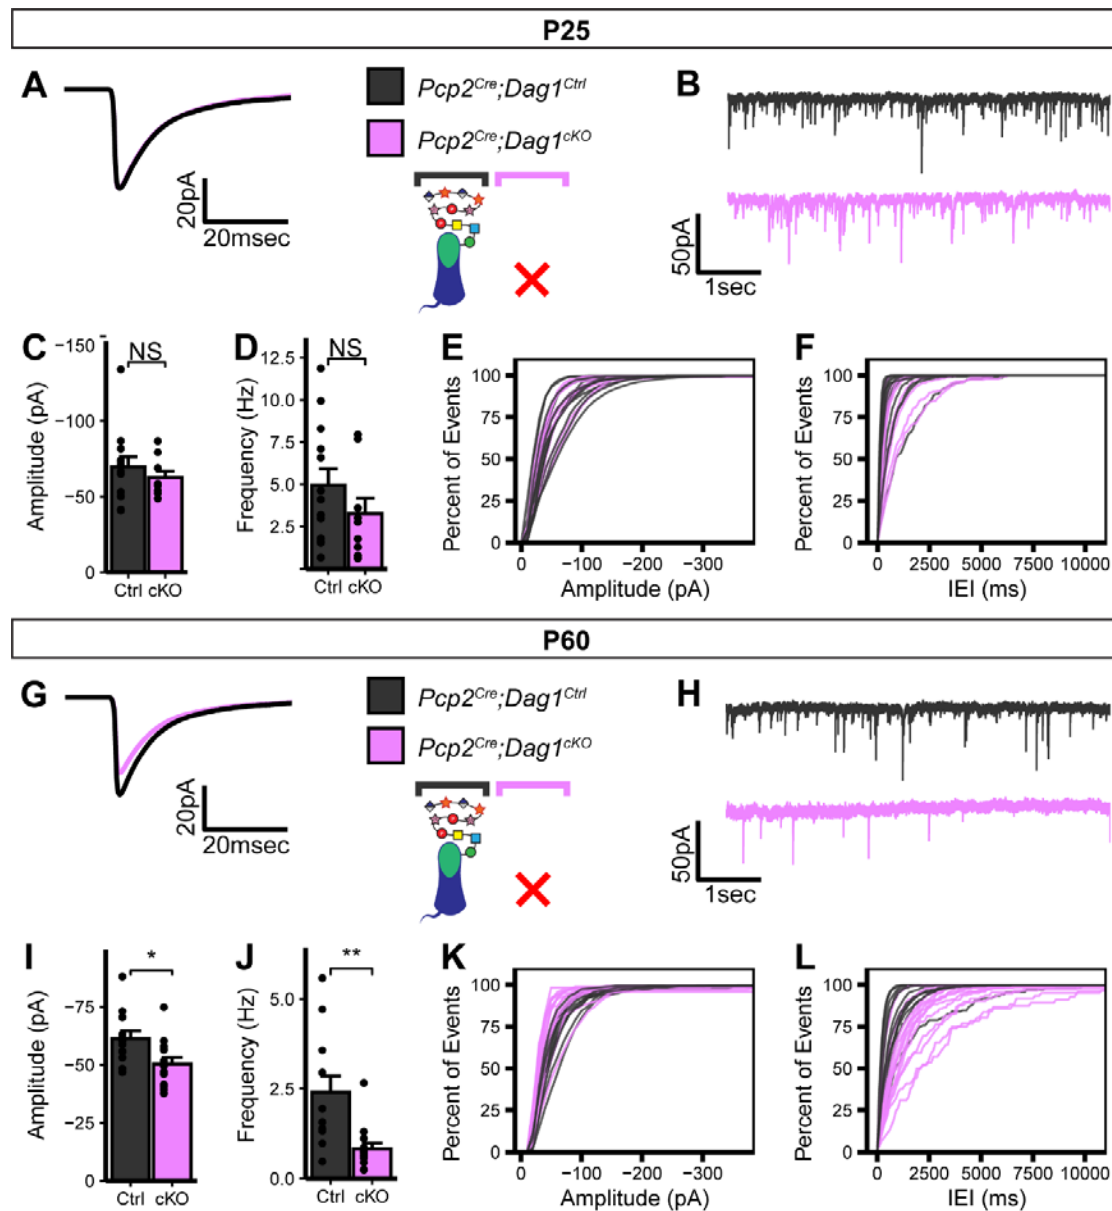 P25
A
Pcp2Cre;Dag1Ctrl
Pcp2Cre;Dag1cKO
20pA
20msec
B
50pA
1sec
C
Amplitude (pA)
−150
−100
−50
0
NS
Ctrl cKO
D
Frequency (Hz)
12.5
10.0
7.5
5.0
2.5
NS
Ctrl cKO
E
Percent of Events
100
75
50
25
0
0 −100 −200 −300
Amplitude (pA)
F
Percent of Events
100
75
50
25
0
0 2500 5000 7500 10000
IEI (ms)
P60
G
Pcp2Cre;Dag1Ctrl
Pcp2Cre;Dag1cKO
20pA
20msec
H
50pA
1sec
I
Amplitude (pA)
−75
−50
−25
0
*
Ctrl cKO
J
Frequency (Hz)
5.0
2.5
0.0
**
Ctrl cKO
K
Percent of Events
100
75
50
25
0
0 −100 −200 −300
Amplitude (pA)
L
Percent of Events
100
75
50
25
0
0 2500 5000 7500 10000
IEI (ms)